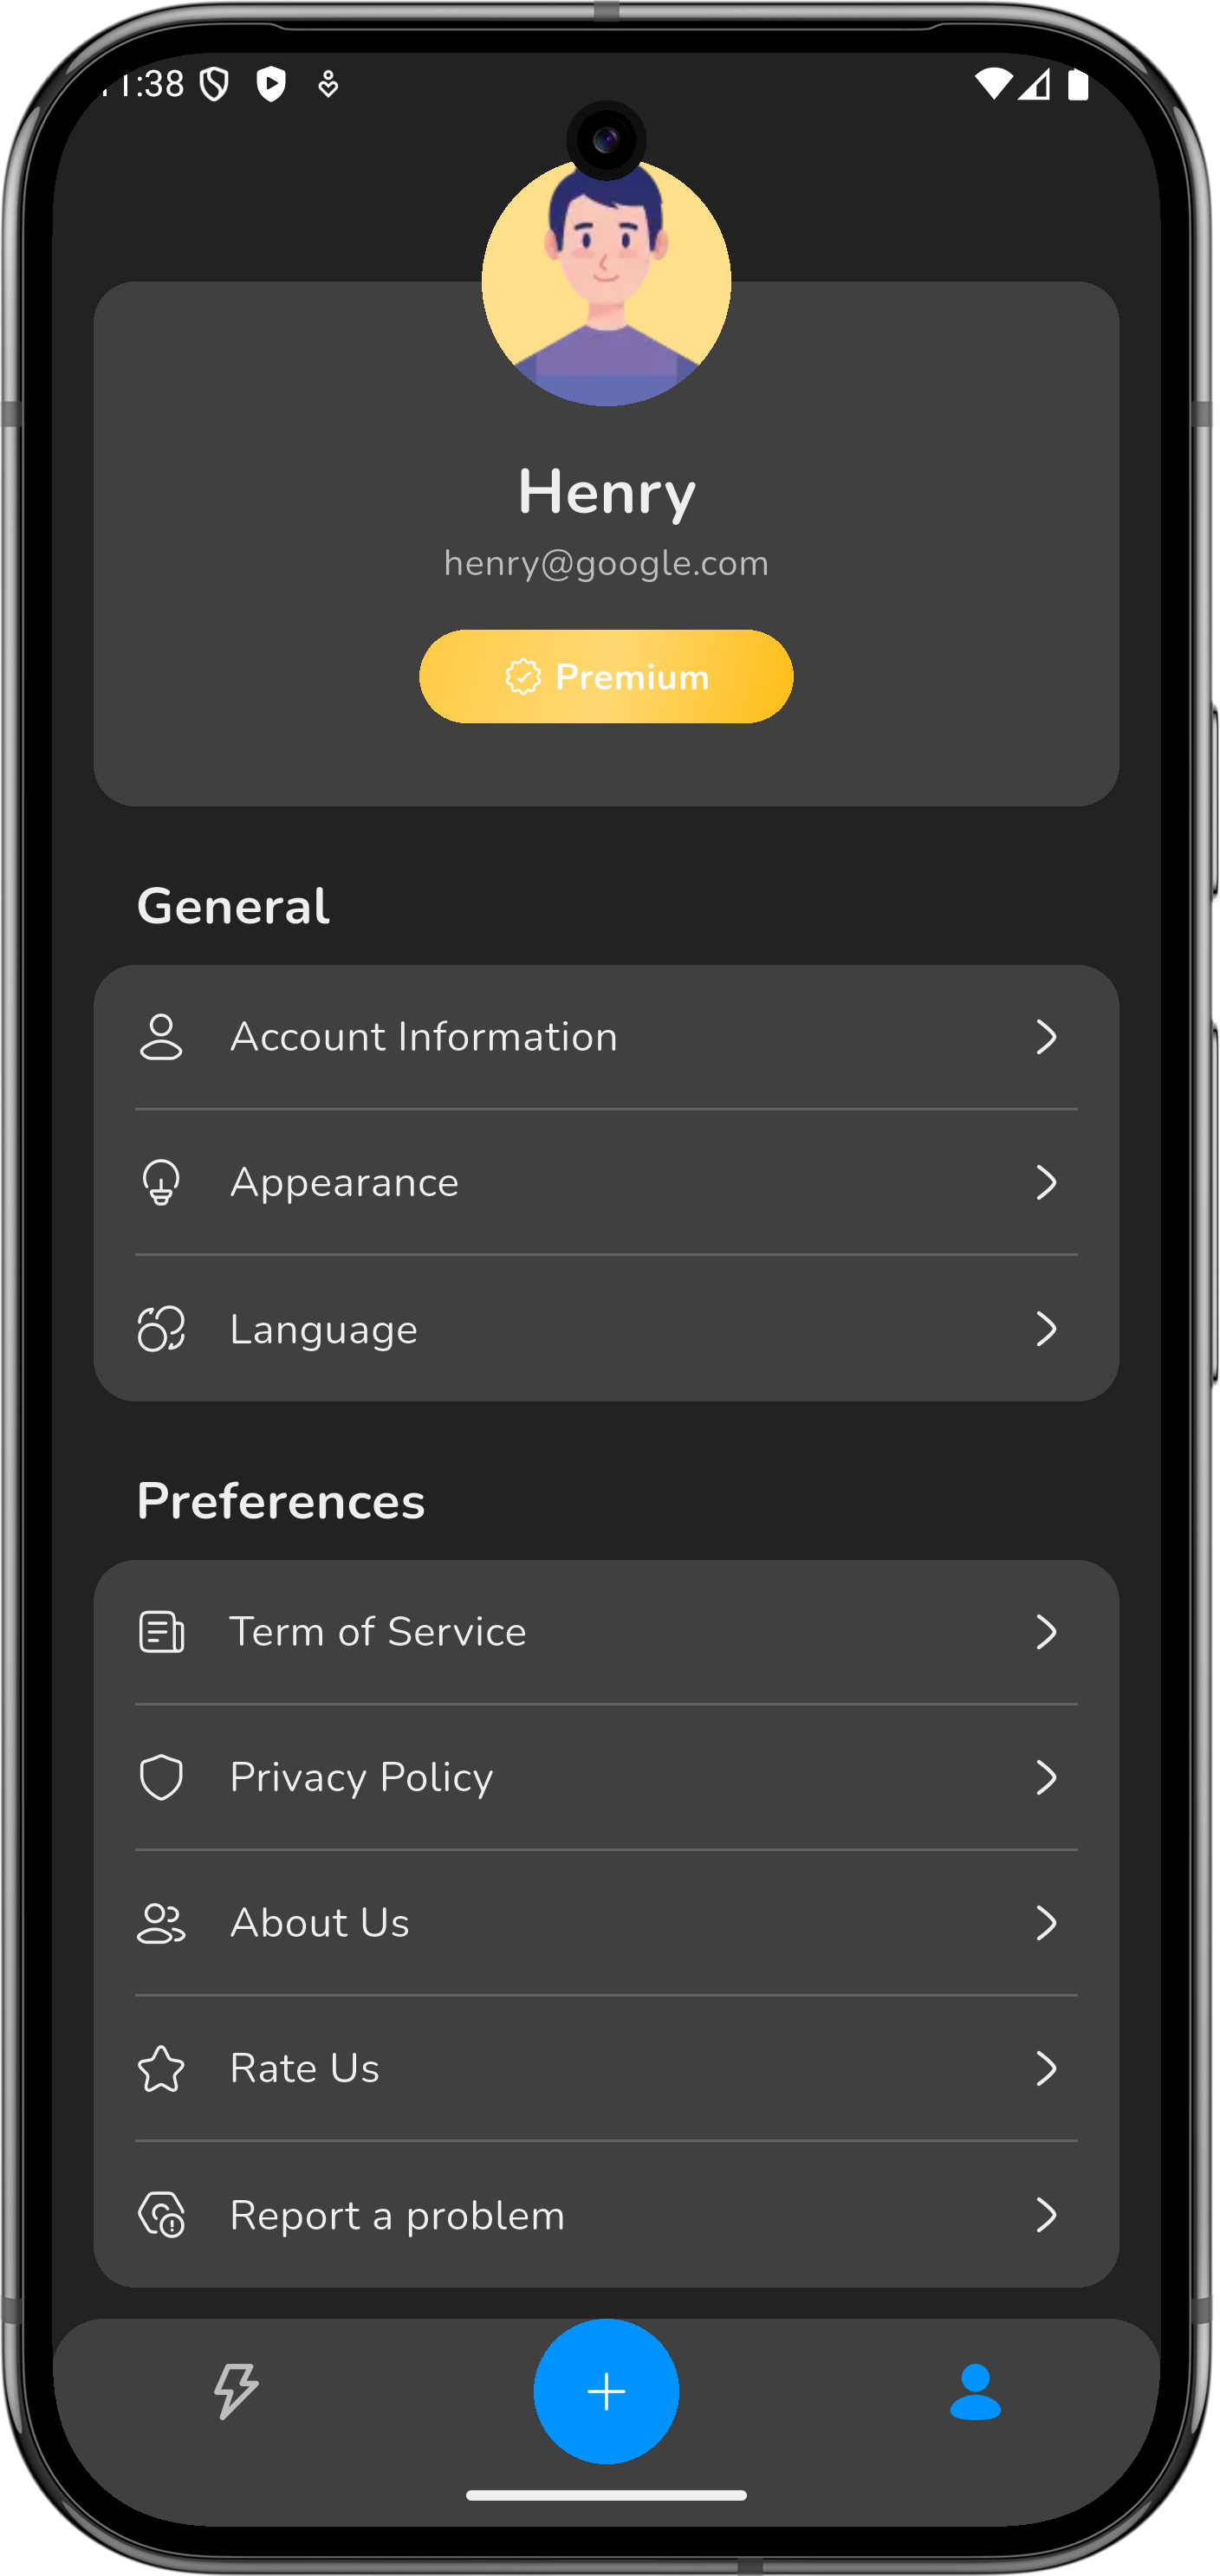 11:38
Henry
henry@google.com
Premium
General
Account Information
Appearance
Language
Preferences
Term of Service
Privacy Policy
About Us
Rate Us
Report a problem